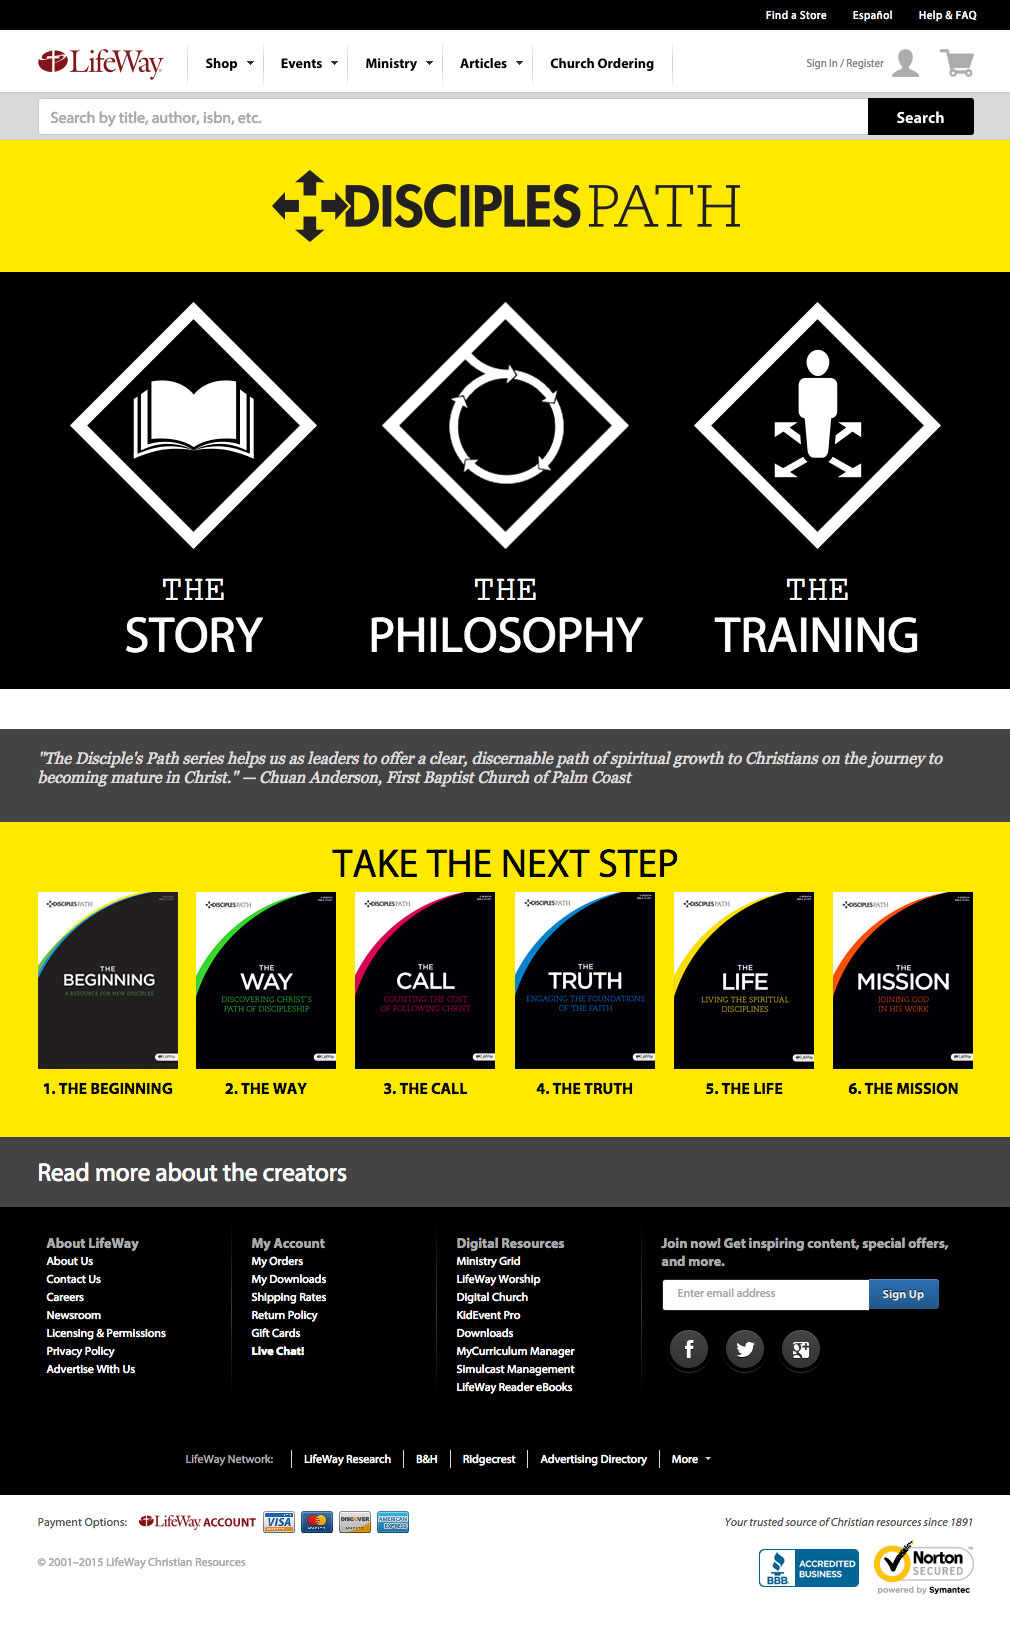 Find a Store Español Help & FAQ
LifeWay Shop Events Ministry Articles Church Ordering Sign In / Register
Search by title, author, isbn, etc. Search
DISCIPLES PATH
THE STORY
THE PHILOSOPHY
THE TRAINING
"The Disciple's Path series helps us as leaders to offer a clear, discernable path of spiritual growth to Christians on the journey to
becoming mature in Christ." — Chuan Anderson, First Baptist Church of Palm Coast
TAKE THE NEXT STEP
DISCIPLES PATH
THE
BEGINNING
A RESOURCE FOR NEW DISCIPLES
1. THE BEGINNING
DISCIPLES PATH
THE
WAY
DISCOVERING CHRIST'S
PATH OF DISCIPLESHIP
2. THE WAY
DISCIPLES PATH
THE
CALL
COUNTING THE COST
OF FOLLOWING CHRIST
3. THE CALL
DISCIPLES PATH
THE
TRUTH
ENGAGING THE FOUNDATIONS
OF THE FAITH
4. THE TRUTH
DISCIPLES PATH
THE
LIFE
LIVING THE SPIRITUAL
DISCIPLINES
5. THE LIFE
DISCIPLES PATH
THE
MISSION
JOINING GOD
IN HIS WORK
6. THE MISSION
Read more about the creators
About LifeWay
About Us
Contact Us
Careers
Newsroom
Licensing & Permissions
Privacy Policy
Advertise With Us
My Account
My Orders
My Downloads
Shipping Rates
Return Policy
Gift Cards
Live Chat!
Digital Resources
Ministry Grid
LifeWay Worship
Digital Church
KidEvent Pro
Downloads
MyCurriculum Manager
Simulcast Management
LifeWay Reader eBooks
Join now! Get inspiring content, special offers,
and more.
Enter email address Sign Up
LifeWay Network: LifeWay Research B&H Ridgecrest Advertising Directory More
Payment Options: LifeWay ACCOUNT VISA MasterCard DISCOVER AMERICAN EXPRESS
Your trusted source of Christian resources since 1891
© 2001–2015 LifeWay Christian Resources
BBB ACCREDITED
BUSINESS
Norton
SECURED
powered by Symantec